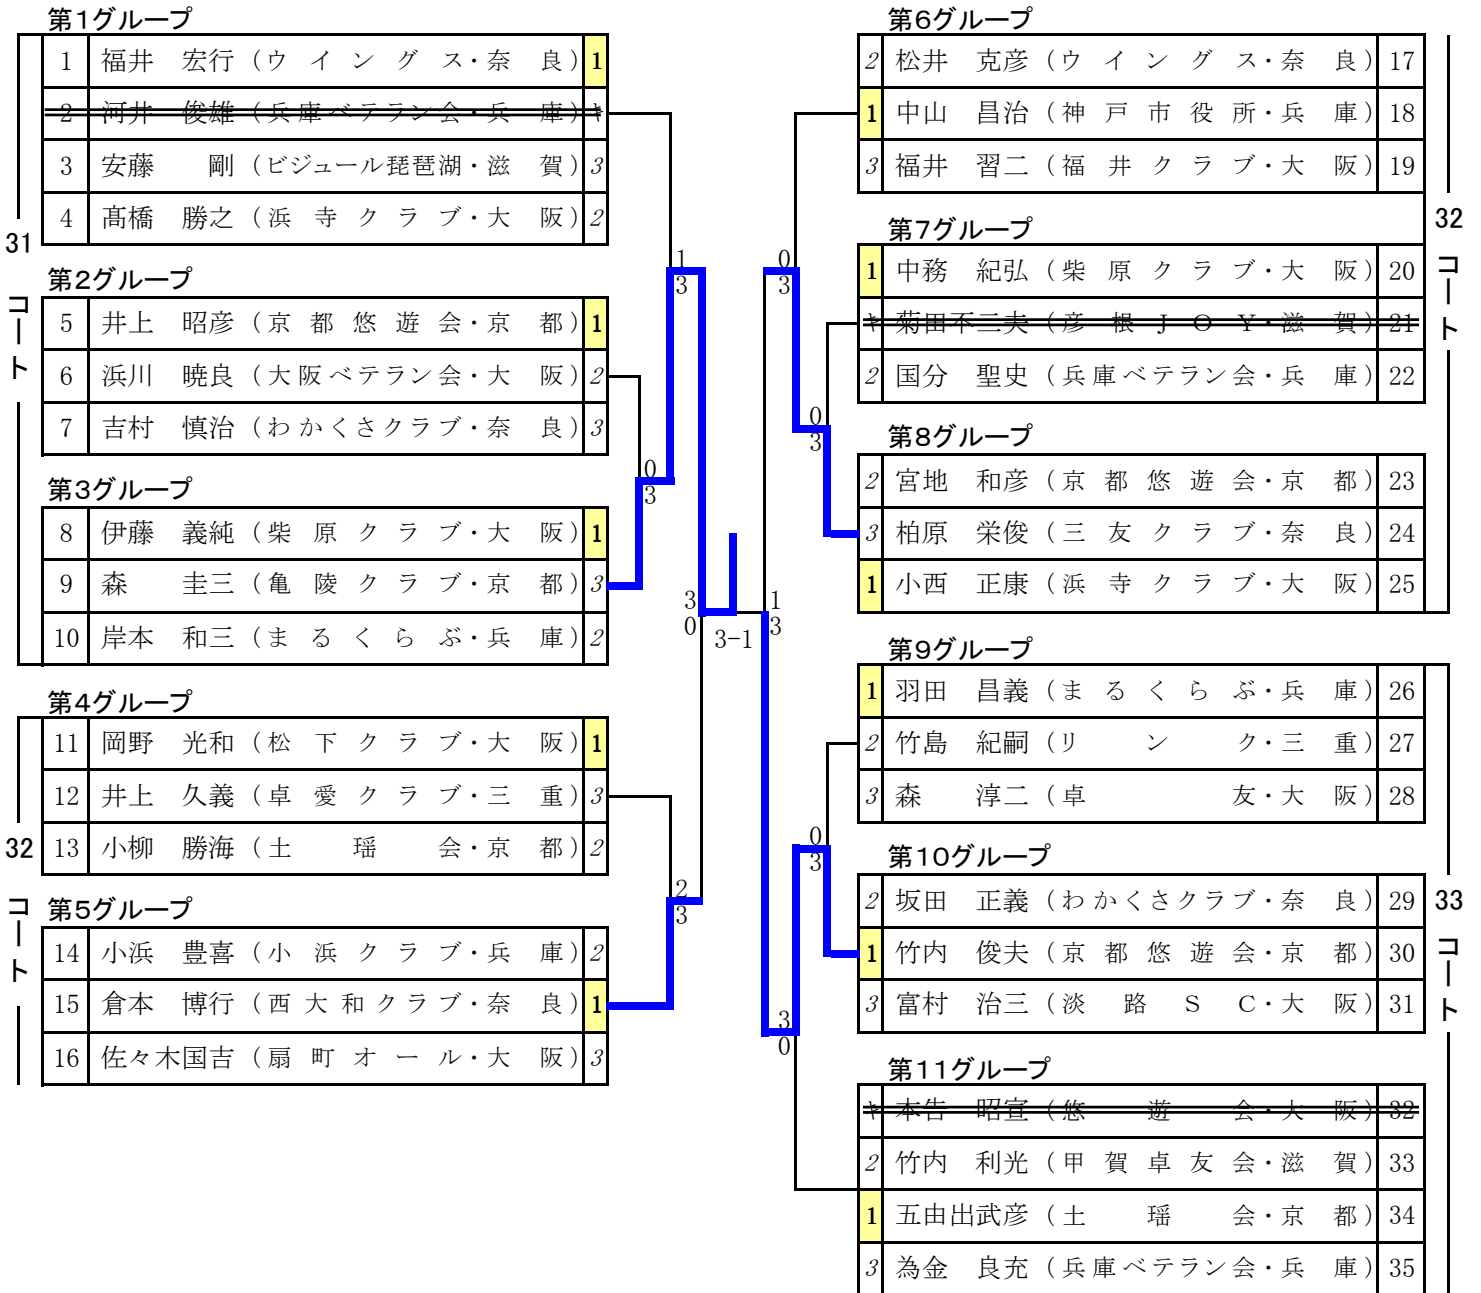 第1グループ
1 福井 宏行 (ウイングス・奈良) 1
2 河井 俊雄 (兵庫ベテラン会・兵庫) キ
3 安藤 剛 (ビジュール琵琶湖・滋賀) 3
4 髙橋 勝之 (浜寺クラブ・大阪) 2
第2グループ
5 井上 昭彦 (京都悠遊会・京都) 1
6 浜川 暁良 (大阪ベテラン会・大阪) 2
7 吉村 慎治 (わかくさクラブ・奈良) 3
第3グループ
8 伊藤 義純 (柴原クラブ・大阪) 1
9 森 圭三 (亀陵クラブ・京都) 3
10 岸本 和三 (まるくらぶ・兵庫) 2
31コート
第4グループ
11 岡野 光和 (松下クラブ・大阪) 1
12 井上 久義 (卓愛クラブ・三重) 3
13 小柳 勝海 (土瑶会・京都) 2
第5グループ
14 小浜 豊喜 (小浜クラブ・兵庫) 2
15 倉本 博行 (西大和クラブ・奈良) 1
16 佐々木国吉 (扇町オール・大阪) 3
32コート
1
3
0
3
3
0
2
3
3-1
0
3
0
3
1
3
0
3
3
0
第6グループ
2 松井 克彦 (ウイングス・奈良) 17
1 中山 昌治 (神戸市役所・兵庫) 18
3 福井 習二 (福井クラブ・大阪) 19
第7グループ
1 中務 紀弘 (柴原クラブ・大阪) 20
キ 菊田不二夫 (彦根JOY・滋賀) 21
2 国分 聖史 (兵庫ベテラン会・兵庫) 22
第8グループ
2 宮地 和彦 (京都悠遊会・京都) 23
3 柏原 栄俊 (三友クラブ・奈良) 24
1 小西 正康 (浜寺クラブ・大阪) 25
32コート
第9グループ
1 羽田 昌義 (まるくらぶ・兵庫) 26
2 竹島 紀嗣 (リンク・三重) 27
3 森 淳二 (卓友・大阪) 28
第10グループ
2 坂田 正義 (わかくさクラブ・奈良) 29
1 竹内 俊夫 (京都悠遊会・京都) 30
3 富村 治三 (淡路SC・大阪) 31
第11グループ
キ 本告 昭宣 (悠遊会・大阪) 32
2 竹内 利光 (甲賀卓友会・滋賀) 33
1 五由出武彦 (土瑶会・京都) 34
3 為金 良充 (兵庫ベテラン会・兵庫) 35
33コート